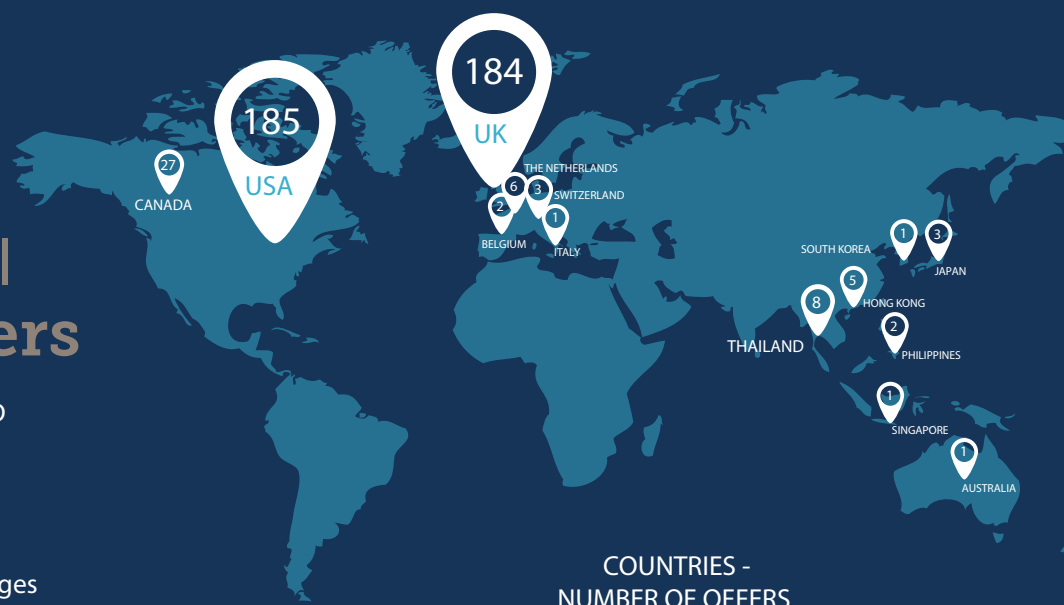 184
185
UK
27
USA
CANADA
THE NETHERLANDS
6
3
SWITZERLAND
2
1
BELGIUM
ITALY
1
3
SOUTH KOREA
JAPAN
5
8
HONG KONG
2
THAILAND
PHILIPPINES
1
SINGAPORE
1
AUSTRALIA
ers
ges
COUNTRIES -
NUMBER OF OFFERS